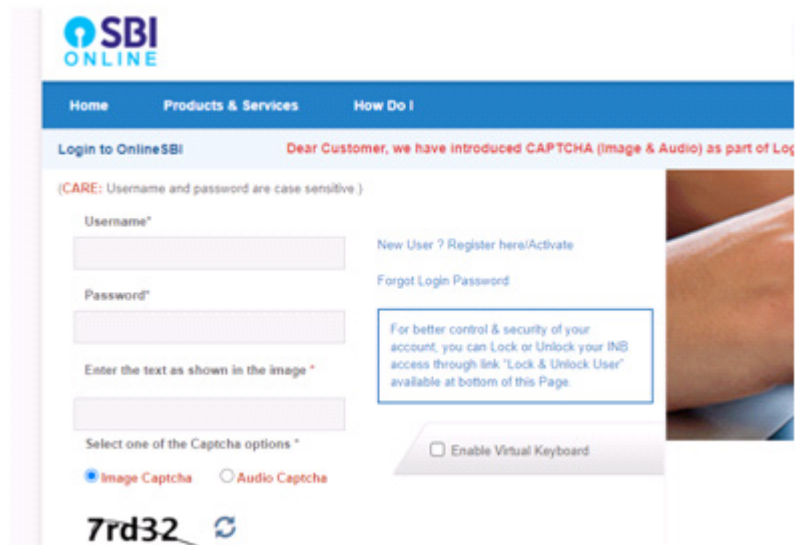 SBI
ONLINE
Home Products & Services How Do I
Login to OnlineSBI Dear Customer, we have introduced CAPTCHA (Image & Audio) as part of Log
(CARE: Username and password are case sensitive.)
Username*
New User ? Register here/Activate
Forgot Login Password
Password*
For better control & security of your
account, you can Lock or Unlock your INB
access through link "Lock & Unlock User"
available at bottom of this Page.
Enter the text as shown in the image *
Select one of the Captcha options *
Enable Virtual Keyboard
Image Captcha Audio Captcha
7rd32